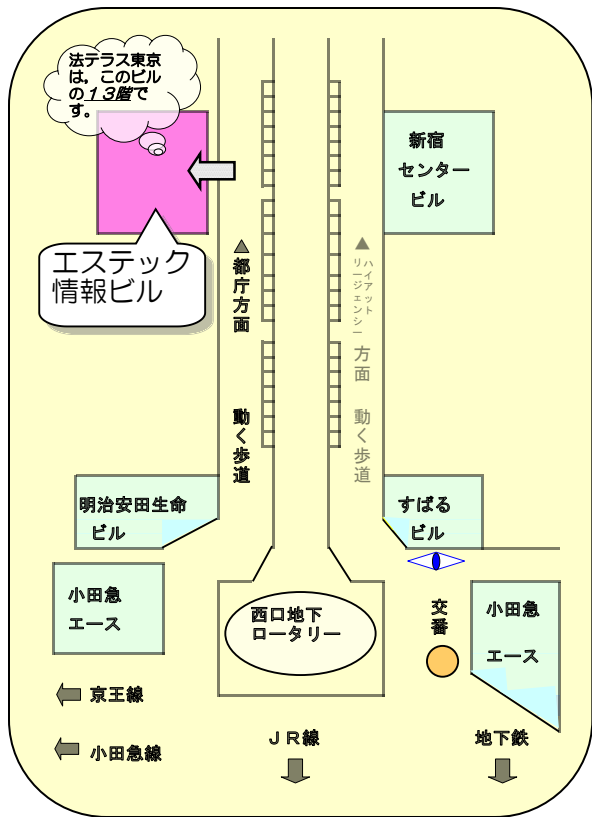 法テラス東京
は，このビル
の１３階で
す。
新宿
センター
ビル
エステック
情報ビル
▲都庁方面 動く歩道
▲ハイアット
リージェンシー
方面 動く歩道
明治安田生命
ビル
すばる
ビル
小田急
エース
西口地下
ロータリー
交番
小田急
エース
京王線
小田急線
ＪＲ線
地下鉄